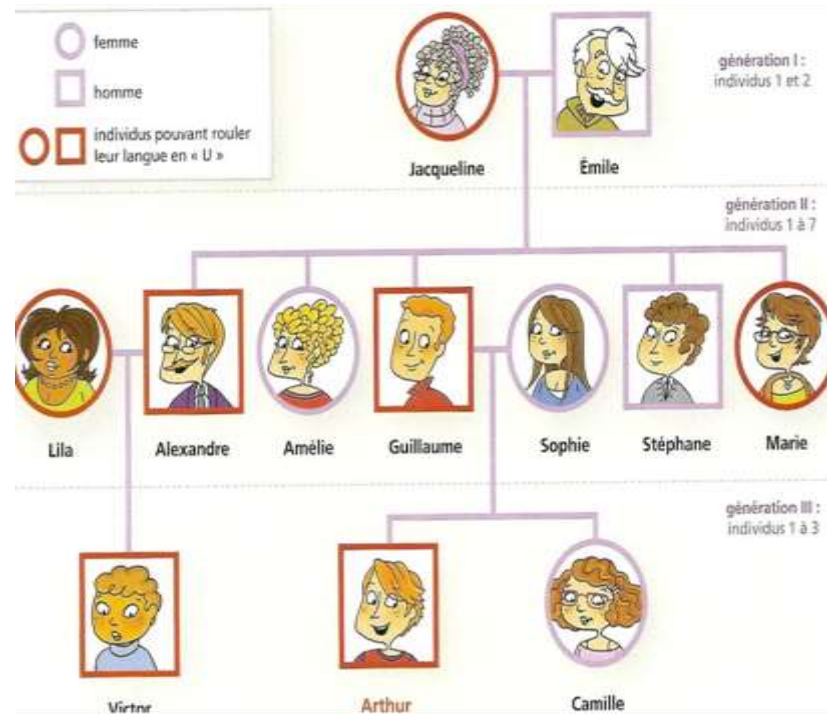 femme
homme
individus pouvant rouler
leur langue en « U »
génération I :
individus 1 et 2
Jacqueline
Émile
génération II :
individus 1 à 7
Lila
Alexandre
Amélie
Guillaume
Sophie
Stéphane
Marie
génération III :
individus 1 à 3
Victor
Arthur
Camille